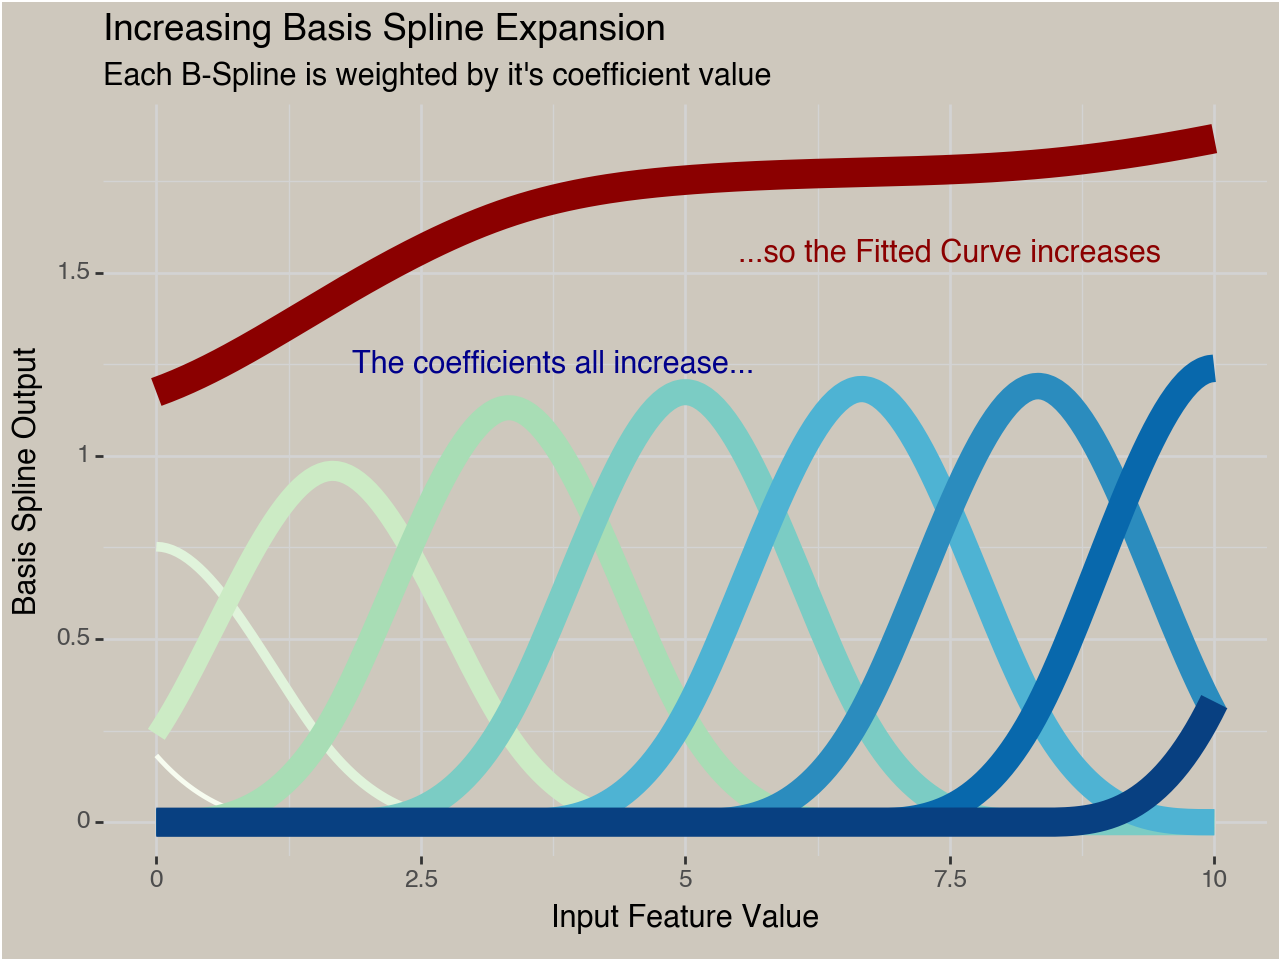 Increasing Basis Spline Expansion
Each B-Spline is weighted by it's coefficient value
...so the Fitted Curve increases
The coefficients all increase...
Basis Spline Output
1.5
1
0.5
0
0 2.5 5 7.5 10
Input Feature Value